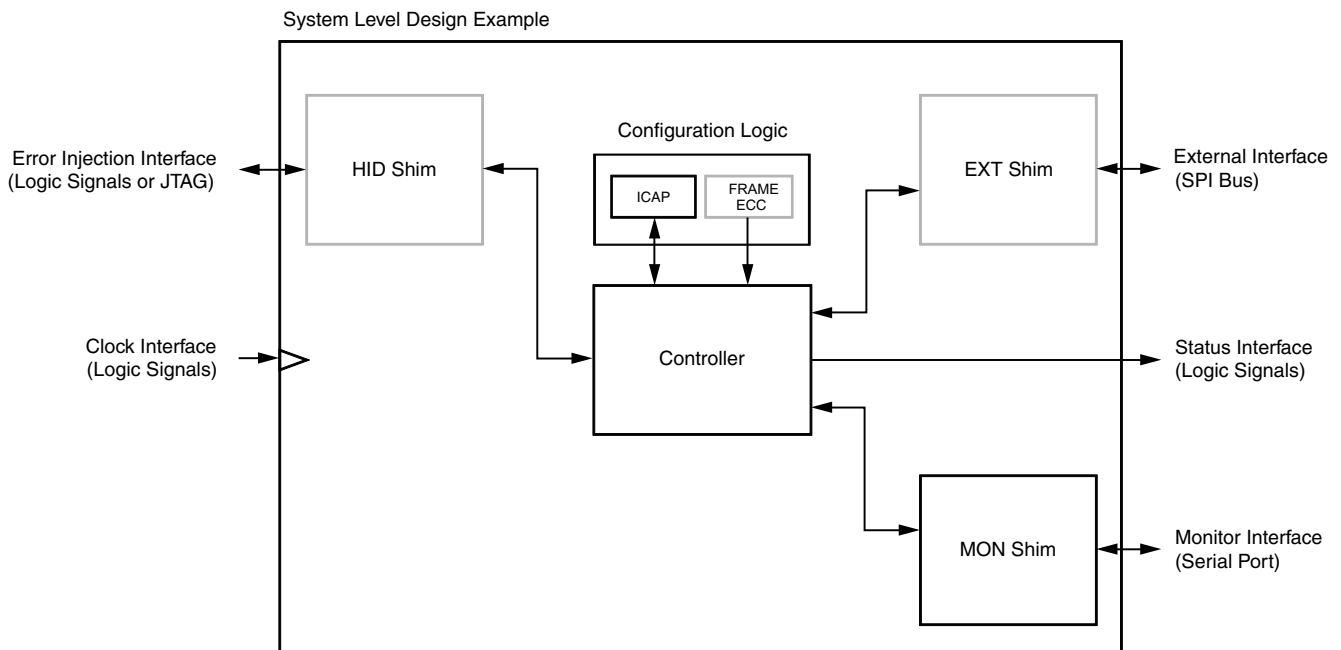 System Level Design Example
Configuration Logic
Error Injection Interface
(Logic Signals or JTAG)
HID Shim
ICAP
FRAME
ECC
EXT Shim
External Interface
(SPI Bus)
Clock Interface
(Logic Signals)
Controller
Status Interface
(Logic Signals)
MON Shim
Monitor Interface
(Serial Port)